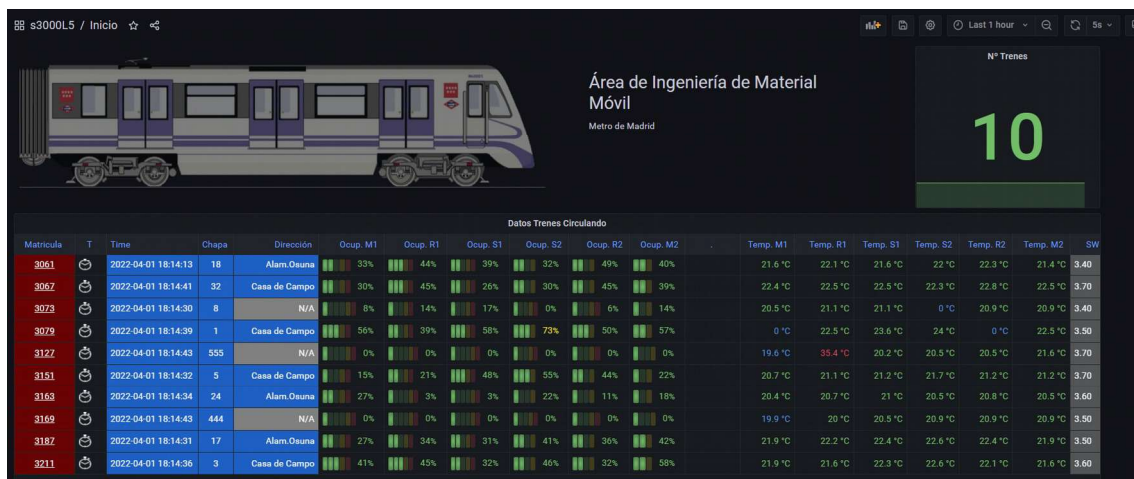 s3000L5 / Inicio
Last 1 hour
5s
Área de Ingeniería de Material
Móvil
Metro de Madrid
Nº Trenes
10
Datos Trenes Circulando
Matricula T Time Chapa Dirección Ocup. M1 Ocup. R1 Ocup. S1 Ocup. S2 Ocup. R2 Ocup. M2 . Temp. M1 Temp. R1 Temp. S1 Temp. S2 Temp. R2 Temp. M2 SW
3061 2022-04-01 18:14:13 18 Alam.Osuna 33% 44% 39% 32% 49% 40% 21.6 °C 22.1 °C 21.6 °C 22 °C 22.3 °C 21.4 °C 3.40
3067 2022-04-01 18:14:41 32 Casa de Campo 30% 45% 26% 30% 45% 39% 22.4 °C 22.5 °C 22.5 °C 22.3 °C 22.8 °C 22.5 °C 3.70
3073 2022-04-01 18:14:30 8 N/A 8% 14% 17% 0% 6% 14% 20.5 °C 21.1 °C 21.1 °C 0 °C 20.9 °C 20.9 °C 3.40
3079 2022-04-01 18:14:39 1 Casa de Campo 56% 39% 58% 73% 50% 57% 0 °C 22.5 °C 23.6 °C 24 °C 0 °C 22.5 °C 3.50
3127 2022-04-01 18:14:43 555 N/A 0% 0% 0% 0% 0% 0% 19.6 °C 35.4 °C 20.2 °C 20.5 °C 20.5 °C 21.6 °C 3.70
3151 2022-04-01 18:14:32 5 Casa de Campo 15% 21% 48% 55% 44% 22% 20.7 °C 21.1 °C 21.2 °C 21.7 °C 21.2 °C 21.2 °C 3.70
3163 2022-04-01 18:14:34 24 Alam.Osuna 27% 3% 3% 22% 11% 18% 20.4 °C 20.7 °C 21 °C 20.5 °C 20.8 °C 20.5 °C 3.60
3169 2022-04-01 18:14:43 444 N/A 0% 0% 0% 0% 0% 0% 19.9 °C 20 °C 20.5 °C 20.9 °C 20.9 °C 20.9 °C 3.50
3187 2022-04-01 18:14:31 17 Alam.Osuna 27% 34% 31% 41% 36% 42% 21.9 °C 22.2 °C 22.4 °C 22.6 °C 22.4 °C 21.9 °C 3.50
3211 2022-04-01 18:14:36 3 Casa de Campo 41% 45% 32% 46% 32% 58% 21.9 °C 21.6 °C 22.3 °C 22.6 °C 22.1 °C 21.6 °C 3.60